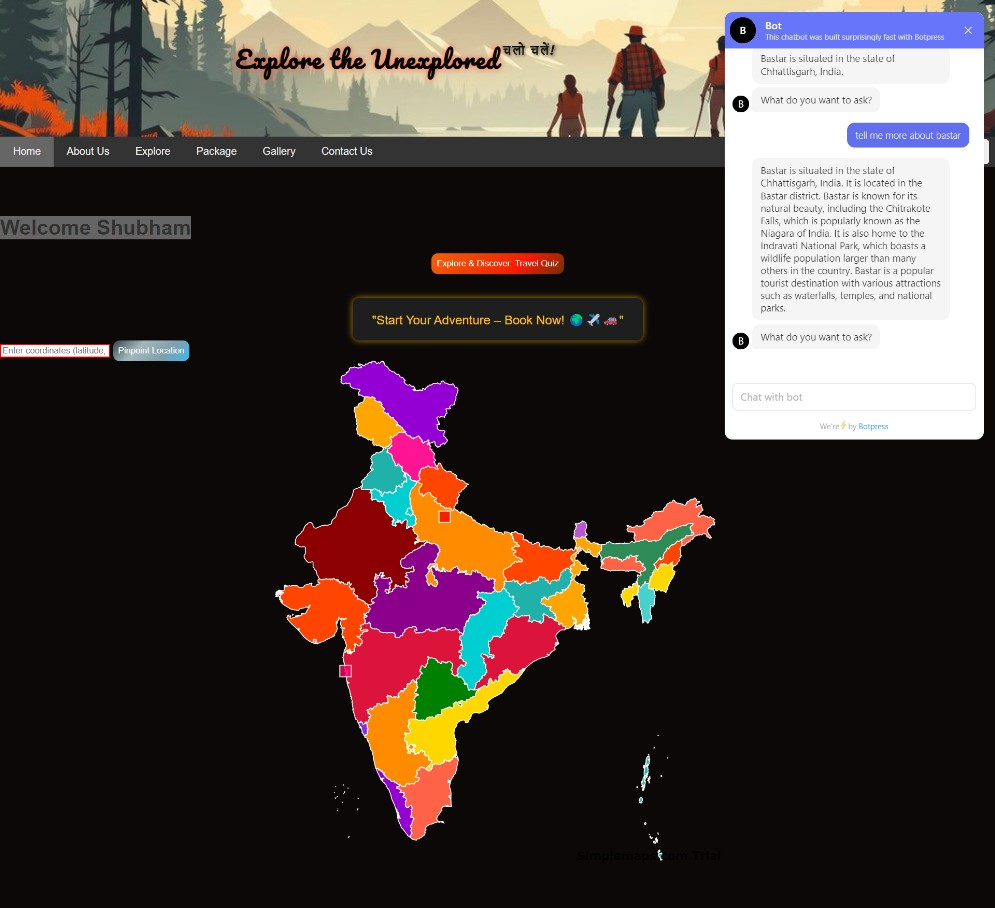 Explore the Unexplored चलो चलें!
Home About Us Explore Package Gallery Contact Us
Welcome Shubham
Explore & Discover: Travel Quiz
"Start Your Adventure – Book Now! 🌍 ✈️ 🚗 "
Enter coordinates (latitude, Pinpoint Location
Simplemaps.com Trial
B Bot
This chatbot was built surprisingly fast with Botpress
Bastar is situated in the state of
Chhattisgarh, India.
B What do you want to ask?
tell me more about bastar
Bastar is situated in the state of
Chhattisgarh, India. It is located in the
Bastar district. Bastar is known for its
natural beauty, including the Chitrakote
Falls, which is popularly known as the
Niagara of India. It is also home to the
Indravati National Park, which boasts a
wildlife population larger than many
others in the country. Bastar is a popular
tourist destination with various attractions
such as waterfalls, temples, and national
parks.
B What do you want to ask?
Chat with bot
We're⚡by Botpress